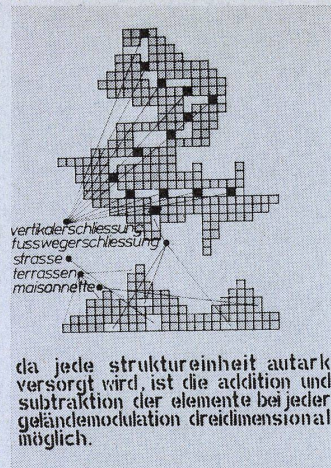 vertikalerschliessung
fusswegerschliessung
strasse
terrassen
maisannette
da jede struktureinheit autark
versorgt wird, ist die addition und
subtraktion der elemente bei jeder
geländemodulation dreidimensional
möglich.